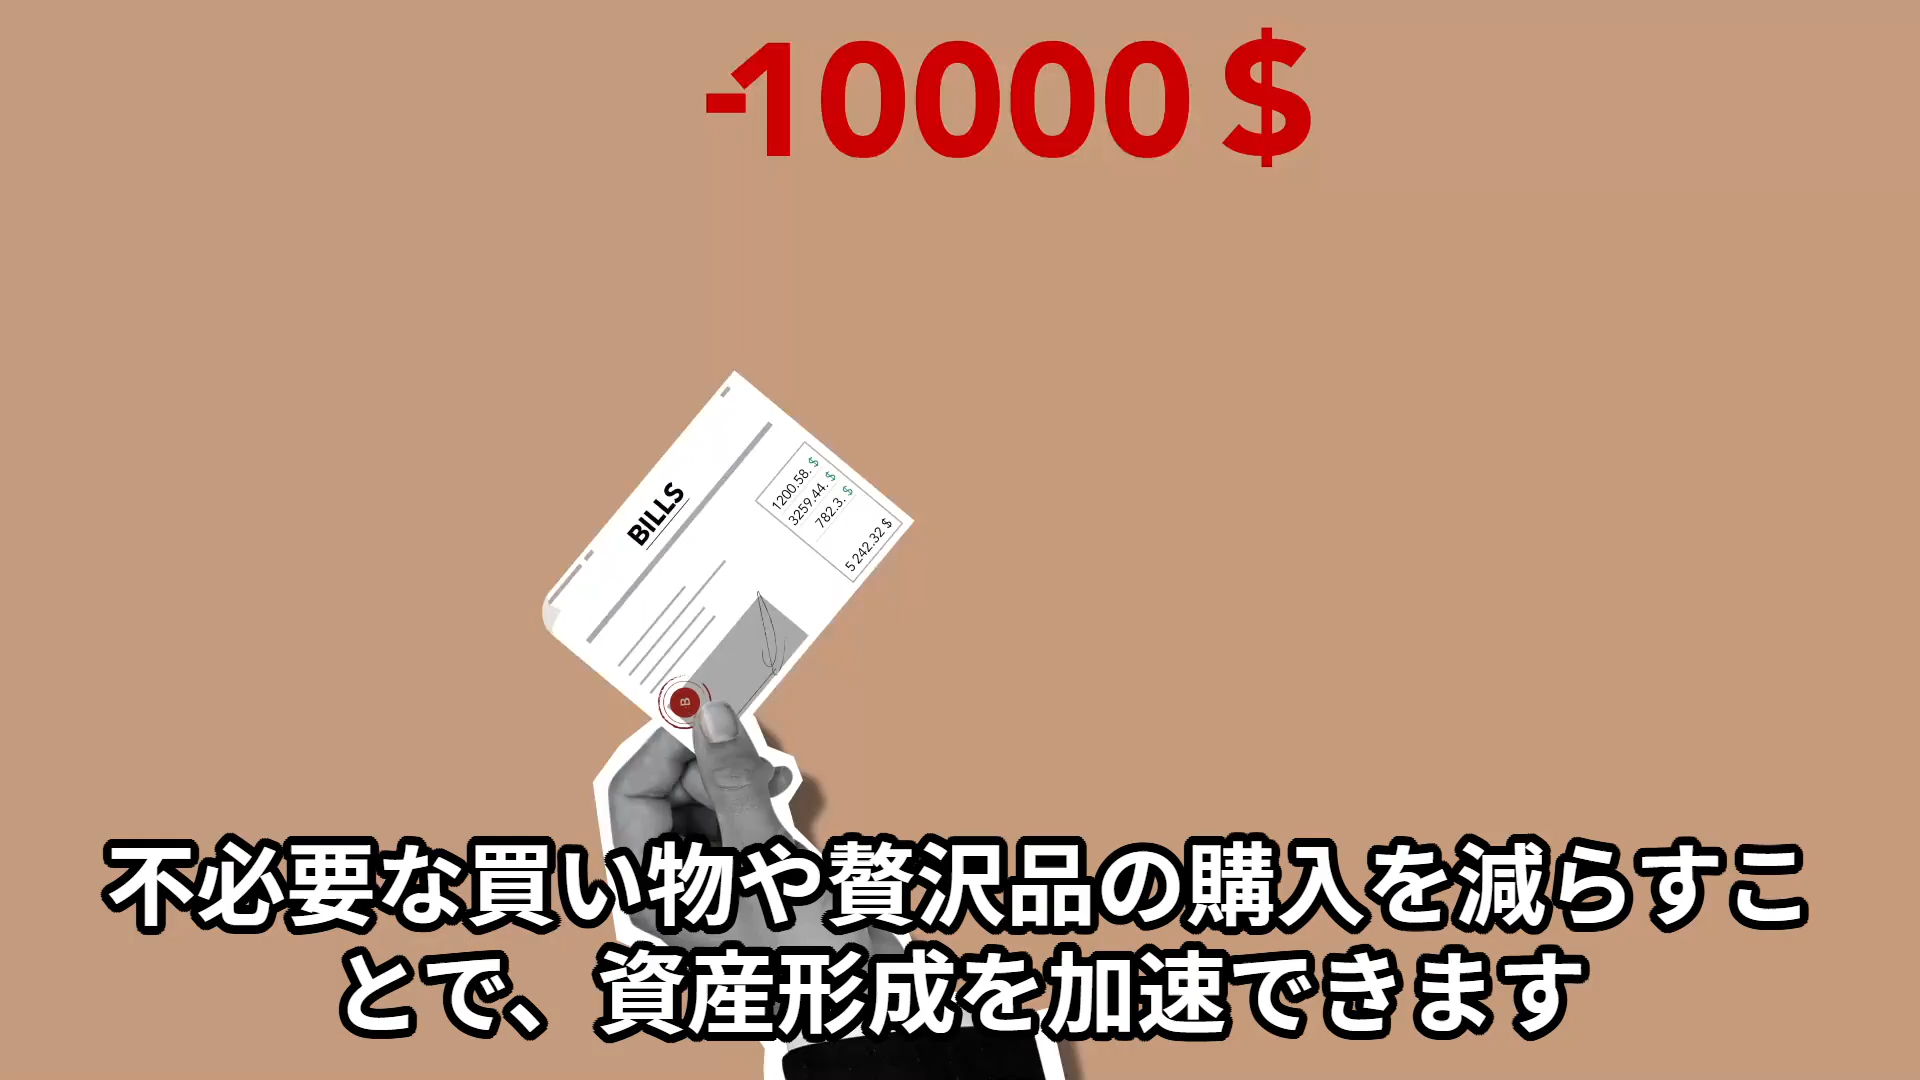 -10000 $
BILLS
1200.58. $
3259.44. $
782.3. $
5 242.32 $
B
不必要な買い物や贅沢品の購入を減らすこ
とで、資産形成を加速できます